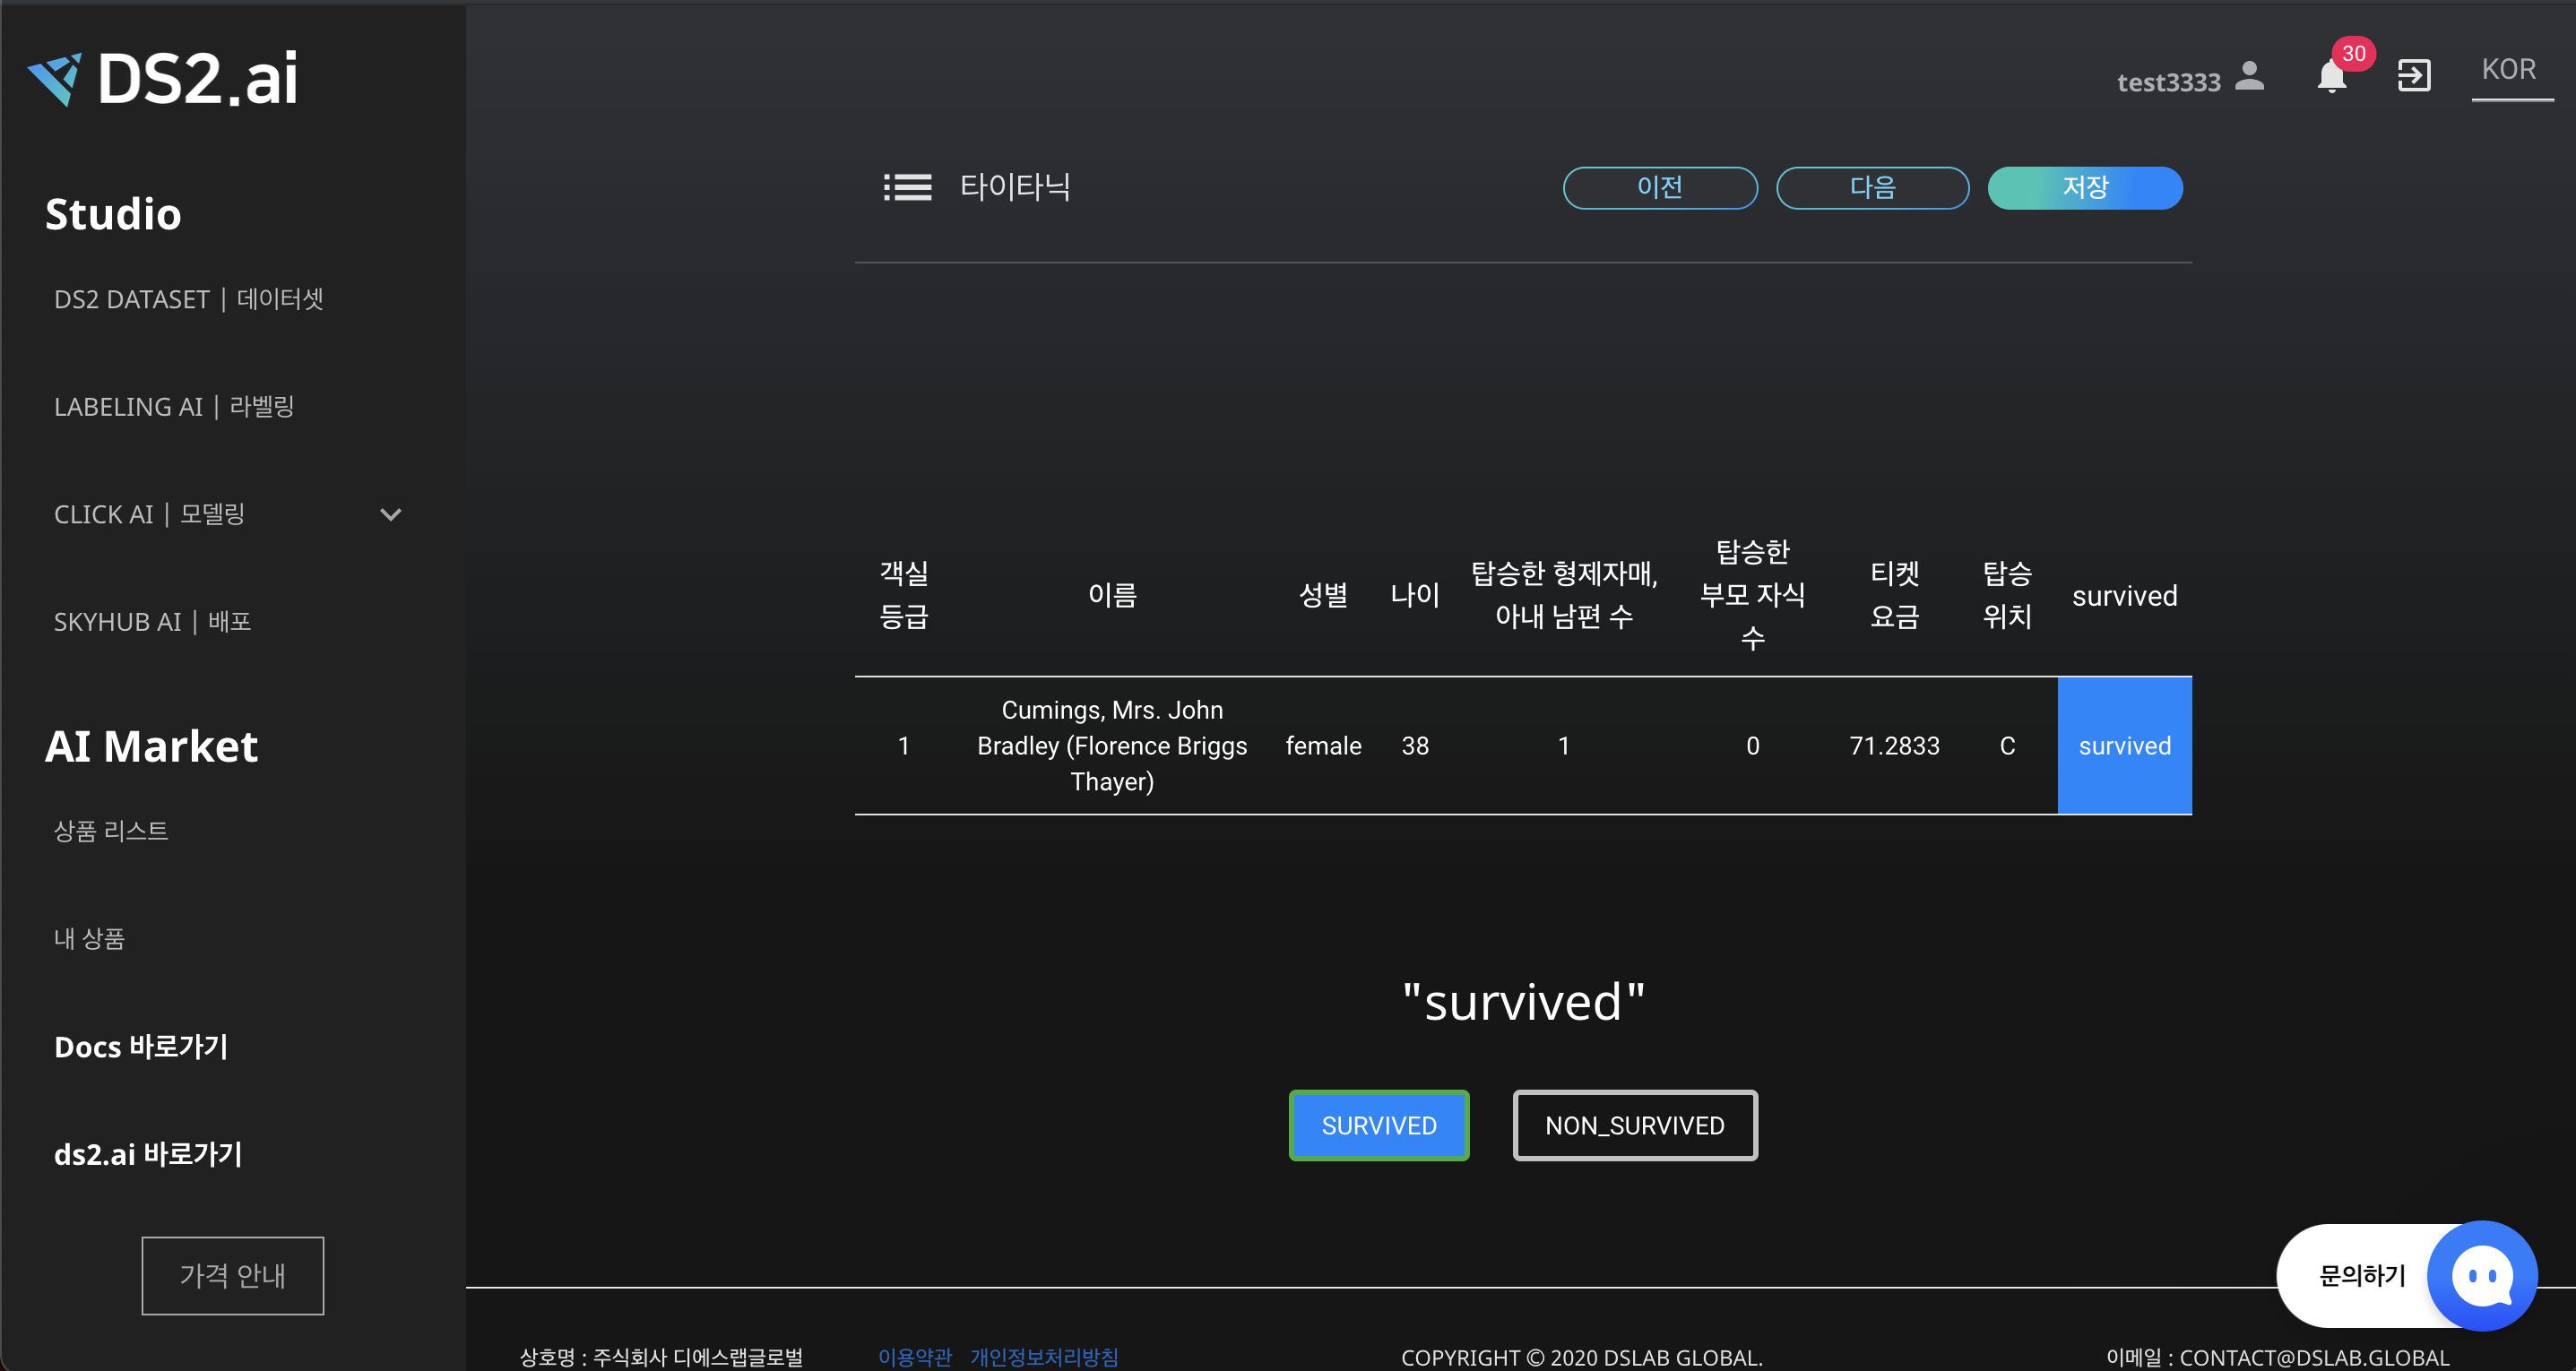 DS2.ai
test3333
30
KOR
Studio
DS2 DATASET | 데이터셋
LABELING AI | 라벨링
CLICK AI | 모델링
SKYHUB AI | 배포
AI Market
상품 리스트
내 상품
Docs 바로가기
ds2.ai 바로가기
가격 안내
타이타닉
이전
다음
저장
객실
등급
이름
성별
나이
탑승한 형제자매,
아내 남편 수
탑승한
부모 자식
수
티켓
요금
탑승
위치
survived
1
Cumings, Mrs. John
Bradley (Florence Briggs
Thayer)
female
38
1
0
71.2833
C
survived
"survived"
SURVIVED
NON_SURVIVED
문의하기
상호명 : 주식회사 디에스랩글로벌
이용약관
개인정보처리방침
COPYRIGHT © 2020 DSLAB GLOBAL.
이메일 : CONTACT@DSLAB.GLOBAL